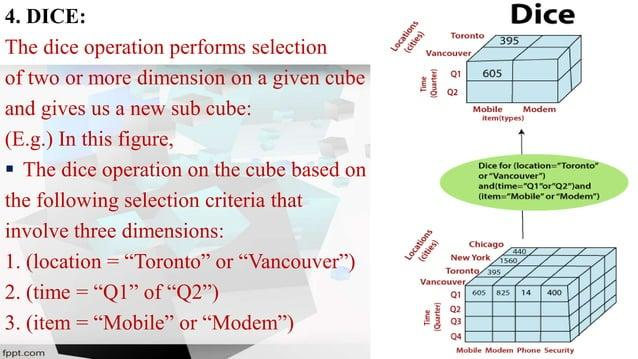 4. DICE:
The dice operation performs selection
of two or more dimension on a given cube
and gives us a new sub cube:
(E.g.) In this figure,
▪ The dice operation on the cube based on
the following selection criteria that
involve three dimensions:
1. (location = “Toronto” or “Vancouver”)
2. (time = “Q1” of “Q2”)
3. (item = “Mobile” or “Modem”)
fppt.com
Dice
Locations
(cities)
Toronto
395
Vancouver
Time
(Quarter)
Q1
605
Q2
Mobile Modem
item(types)
Dice for (location="Toronto"
or "Vancouver")
and(time="Q1"or"Q2")and
(item="Mobile" or "Modem")
Locations
(cities)
Chicago
440
New York
1560
Toronto
395
Vancouver
Time
(Quarter)
Q1 605 825 14 400
Q2
Q3
Q4
Mobile Modem Phone Security